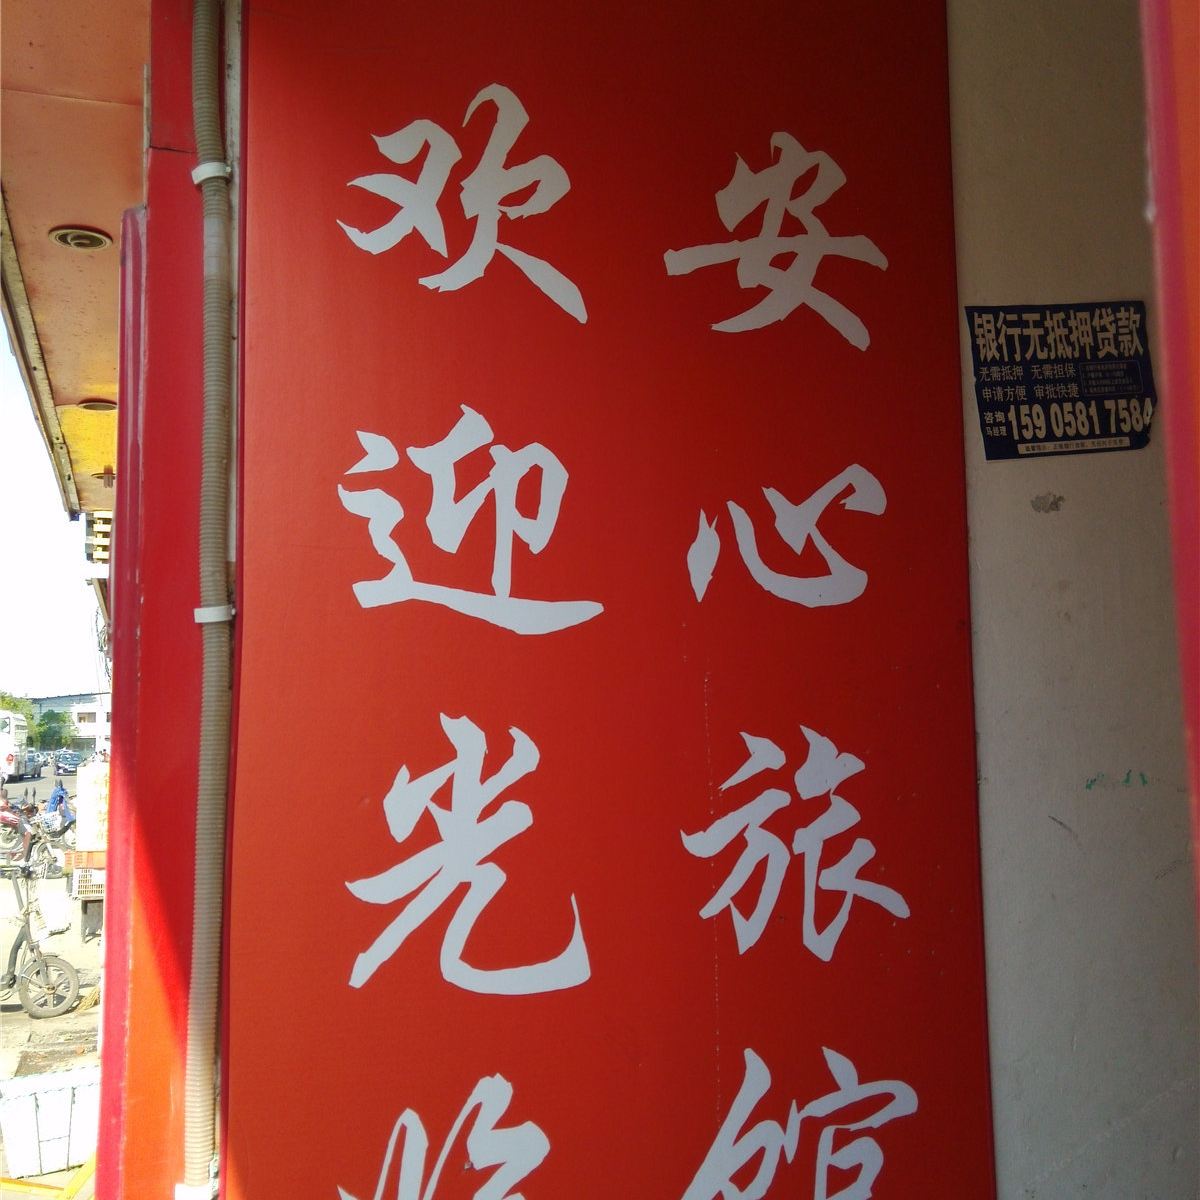 安心旅馆
欢迎光临
银行无抵押贷款
无需抵押 无需担保
申请方便 审批快捷
咨询
马经理
159 0581 7584